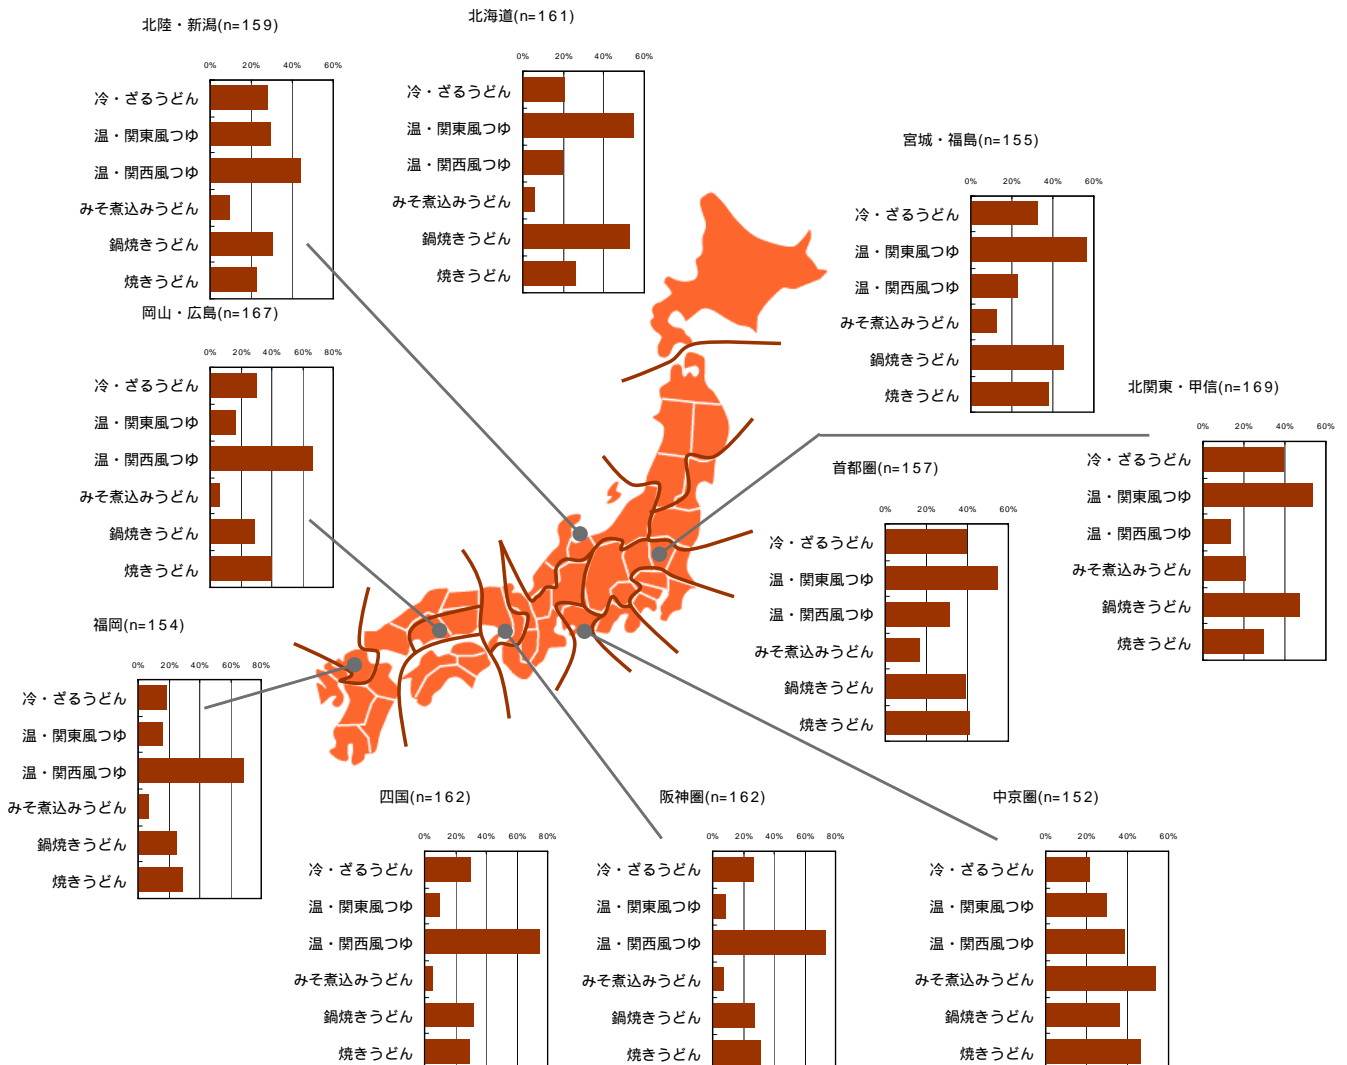 北陸・新潟(n=159)
0% 20% 40% 60%
冷・ざるうどん
温・関東風つゆ
温・関西風つゆ
みそ煮込みうどん
鍋焼きうどん
焼きうどん
北海道(n=161)
0% 20% 40% 60%
冷・ざるうどん
温・関東風つゆ
温・関西風つゆ
みそ煮込みうどん
鍋焼きうどん
焼きうどん
宮城・福島(n=155)
0% 20% 40% 60%
冷・ざるうどん
温・関東風つゆ
温・関西風つゆ
みそ煮込みうどん
鍋焼きうどん
焼きうどん
岡山・広島(n=167)
0% 20% 40% 60% 80%
冷・ざるうどん
温・関東風つゆ
温・関西風つゆ
みそ煮込みうどん
鍋焼きうどん
焼きうどん
北関東・甲信(n=169)
0% 20% 40% 60%
冷・ざるうどん
温・関東風つゆ
温・関西風つゆ
みそ煮込みうどん
鍋焼きうどん
焼きうどん
首都圏(n=157)
0% 20% 40% 60%
冷・ざるうどん
温・関東風つゆ
温・関西風つゆ
みそ煮込みうどん
鍋焼きうどん
焼きうどん
福岡(n=154)
0% 20% 40% 60% 80%
冷・ざるうどん
温・関東風つゆ
温・関西風つゆ
みそ煮込みうどん
鍋焼きうどん
焼きうどん
四国(n=162)
0% 20% 40% 60% 80%
冷・ざるうどん
温・関東風つゆ
温・関西風つゆ
みそ煮込みうどん
鍋焼きうどん
焼きうどん
阪神圏(n=162)
0% 20% 40% 60% 80%
冷・ざるうどん
温・関東風つゆ
温・関西風つゆ
みそ煮込みうどん
鍋焼きうどん
焼きうどん
中京圏(n=152)
0% 20% 40% 60%
冷・ざるうどん
温・関東風つゆ
温・関西風つゆ
みそ煮込みうどん
鍋焼きうどん
焼きうどん